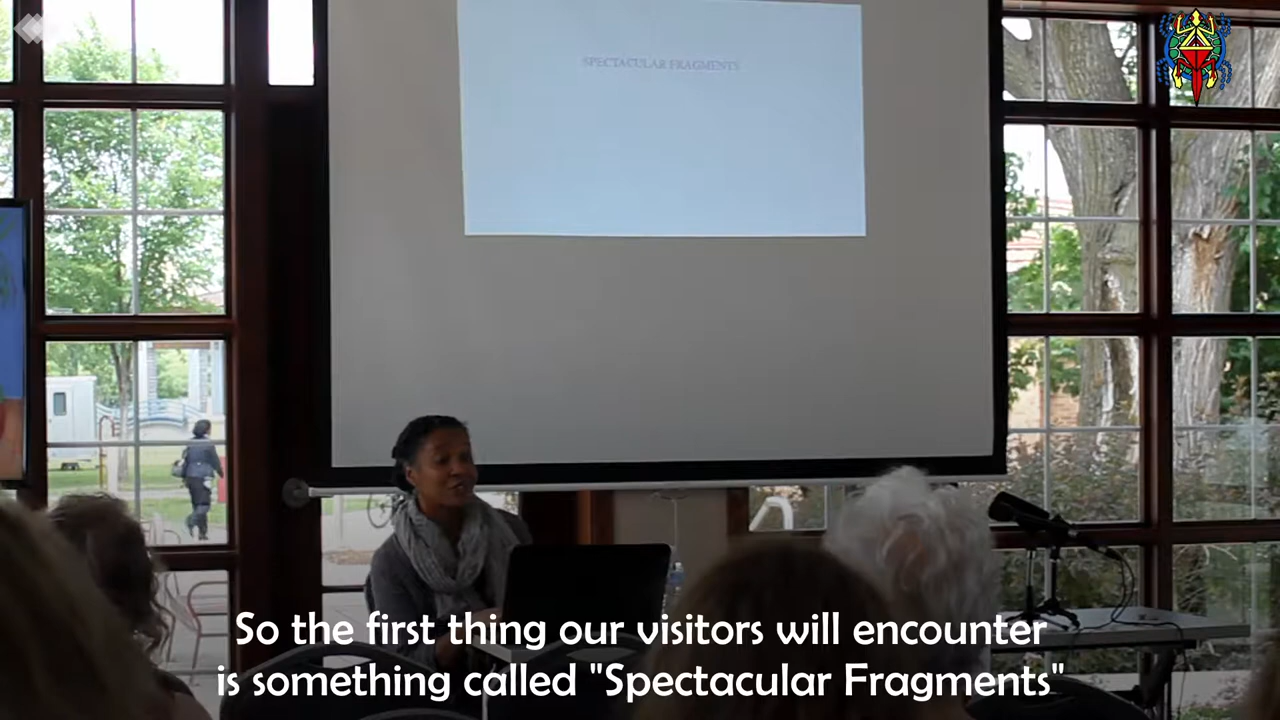 SPECTACULAR FRAGMENTS
So the first thing our visitors will encounter
is something called "Spectacular Fragments"